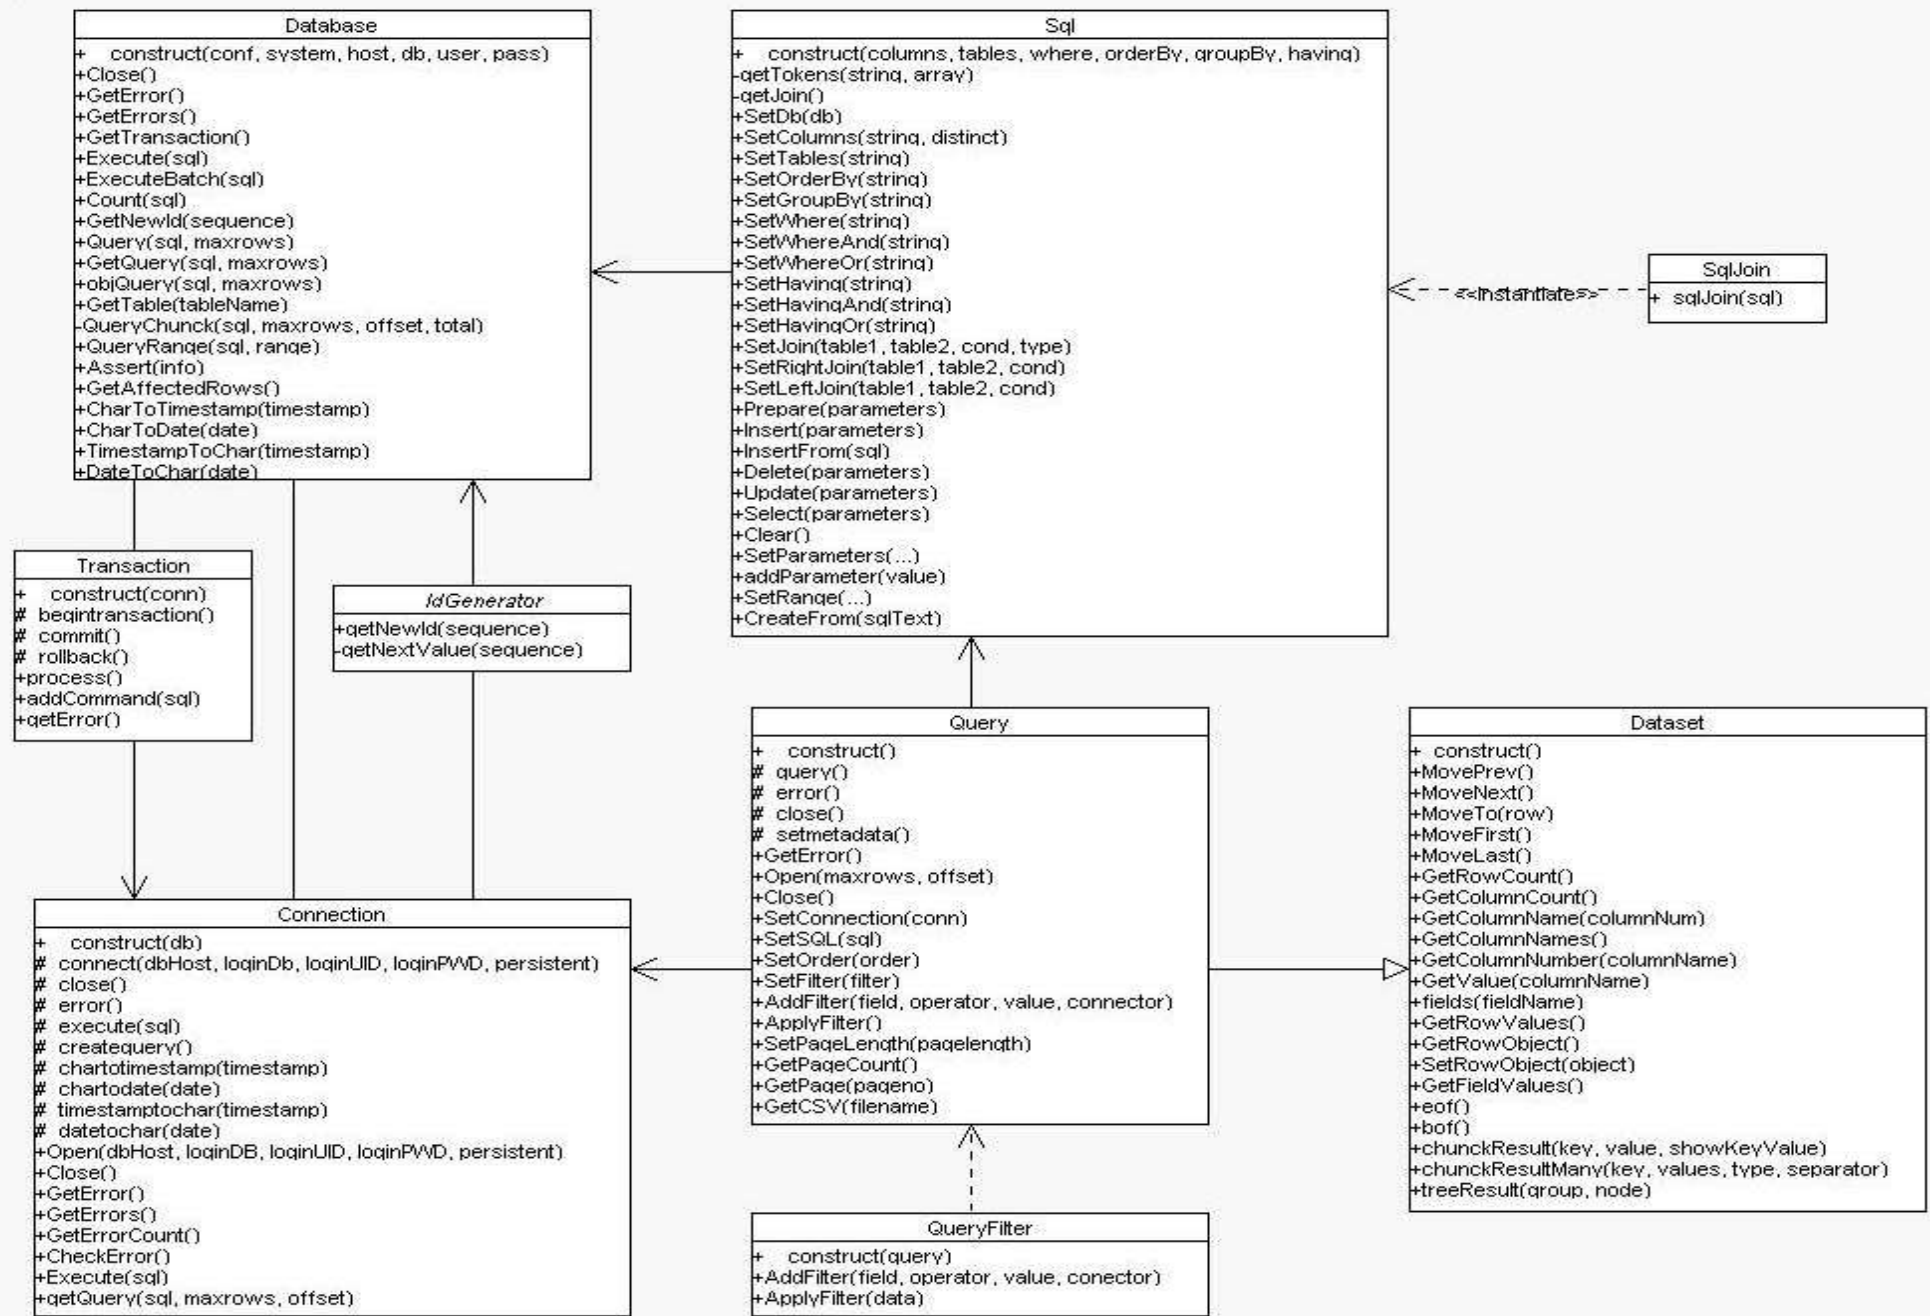 Database
+ construct(conf, system, host, db, user, pass)
+Close()
+GetError()
+GetErrors()
+GetTransaction()
+Execute(sql)
+ExecuteBatch(sql)
+Count(sql)
+GetNewId(sequence)
+Query(sql, maxrows)
+GetQuery(sql, maxrows)
+objQuery(sql, maxrows)
+GetTable(tableName)
-QueryChunck(sql, maxrows, offset, total)
+QueryRange(sql, range)
+Assert(info)
+GetAffectedRows()
+CharToTimestamp(timestamp)
+CharToDate(date)
+TimestampToChar(timestamp)
+DateToChar(date)
Sql
+ construct(columns, tables, where, orderBy, groupBy, having)
-getTokens(string, array)
-getJoin()
+SetDb(db)
+SetColumns(string, distinct)
+SetTables(string)
+SetOrderBy(string)
+SetGroupBy(string)
+SetWhere(string)
+SetWhereAnd(string)
+SetWhereOr(string)
+SetHaving(string)
+SetHavingAnd(string)
+SetHavingOr(string)
+SetJoin(table1, table2, cond, type)
+SetRightJoin(table1, table2, cond)
+SetLeftJoin(table1, table2, cond)
+Prepare(parameters)
+Insert(parameters)
+InsertFrom(sql)
+Delete(parameters)
+Update(parameters)
+Select(parameters)
+Clear()
+SetParameters(...)
+addParameter(value)
+SetRange(...)
+CreateFrom(sqlText)
<<instantiate>>
SqlJoin
+ sqlJoin(sql)
Transaction
+ construct(conn)
# begintransaction()
# commit()
# rollback()
+process()
+addCommand(sql)
+getError()
IdGenerator
+getNewId(sequence)
-getNextValue(sequence)
Connection
+ construct(db)
# connect(dbHost, loginDb, loginUID, loginPWD, persistent)
# close()
# error()
# execute(sql)
# createquery()
# chartotimestamp(timestamp)
# chartodate(date)
# timestamptochar(timestamp)
# datetochar(date)
+Open(dbHost, loginDB, loginUID, loginPWD, persistent)
+Close()
+GetError()
+GetErrors()
+GetErrorCount()
+CheckError()
+Execute(sql)
+getQuery(sql, maxrows, offset)
Query
+ construct()
# query()
# error()
# close()
# setmetadata()
+GetError()
+Open(maxrows, offset)
+Close()
+SetConnection(conn)
+SetSQL(sql)
+SetOrder(order)
+SetFilter(filter)
+AddFilter(field, operator, value, connector)
+ApplyFilter()
+SetPageLength(pagelength)
+GetPageCount()
+GetPage(pageno)
+GetCSV(filename)
Dataset
+ construct()
+MovePrev()
+MoveNext()
+MoveTo(row)
+MoveFirst()
+MoveLast()
+GetRowCount()
+GetColumnCount()
+GetColumnName(columnNum)
+GetColumnNames()
+GetColumnNumber(columnName)
+GetValue(columnName)
+fields(fieldName)
+GetRowValues()
+GetRowObject()
+SetRowObject(object)
+GetFieldValues()
+eof()
+bof()
+chunckResult(key, value, showKeyValue)
+chunckResultMany(key, values, type, separator)
+treeResult(group, node)
QueryFilter
+ construct(query)
+AddFilter(field, operator, value, conector)
+ApplyFilter(data)